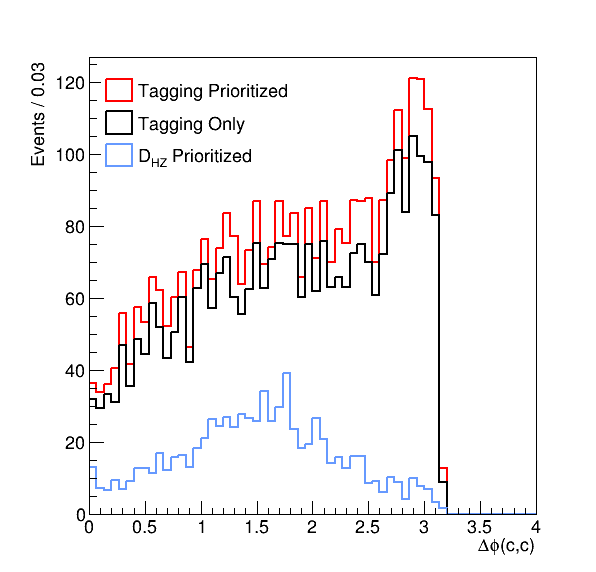 Events / 0.03
120
100
80
60
40
20
0
Tagging Prioritized
Tagging Only
D_HZ Prioritized
0 0.5 1 1.5 2 2.5 3 3.5 4
Δϕ(c,c)